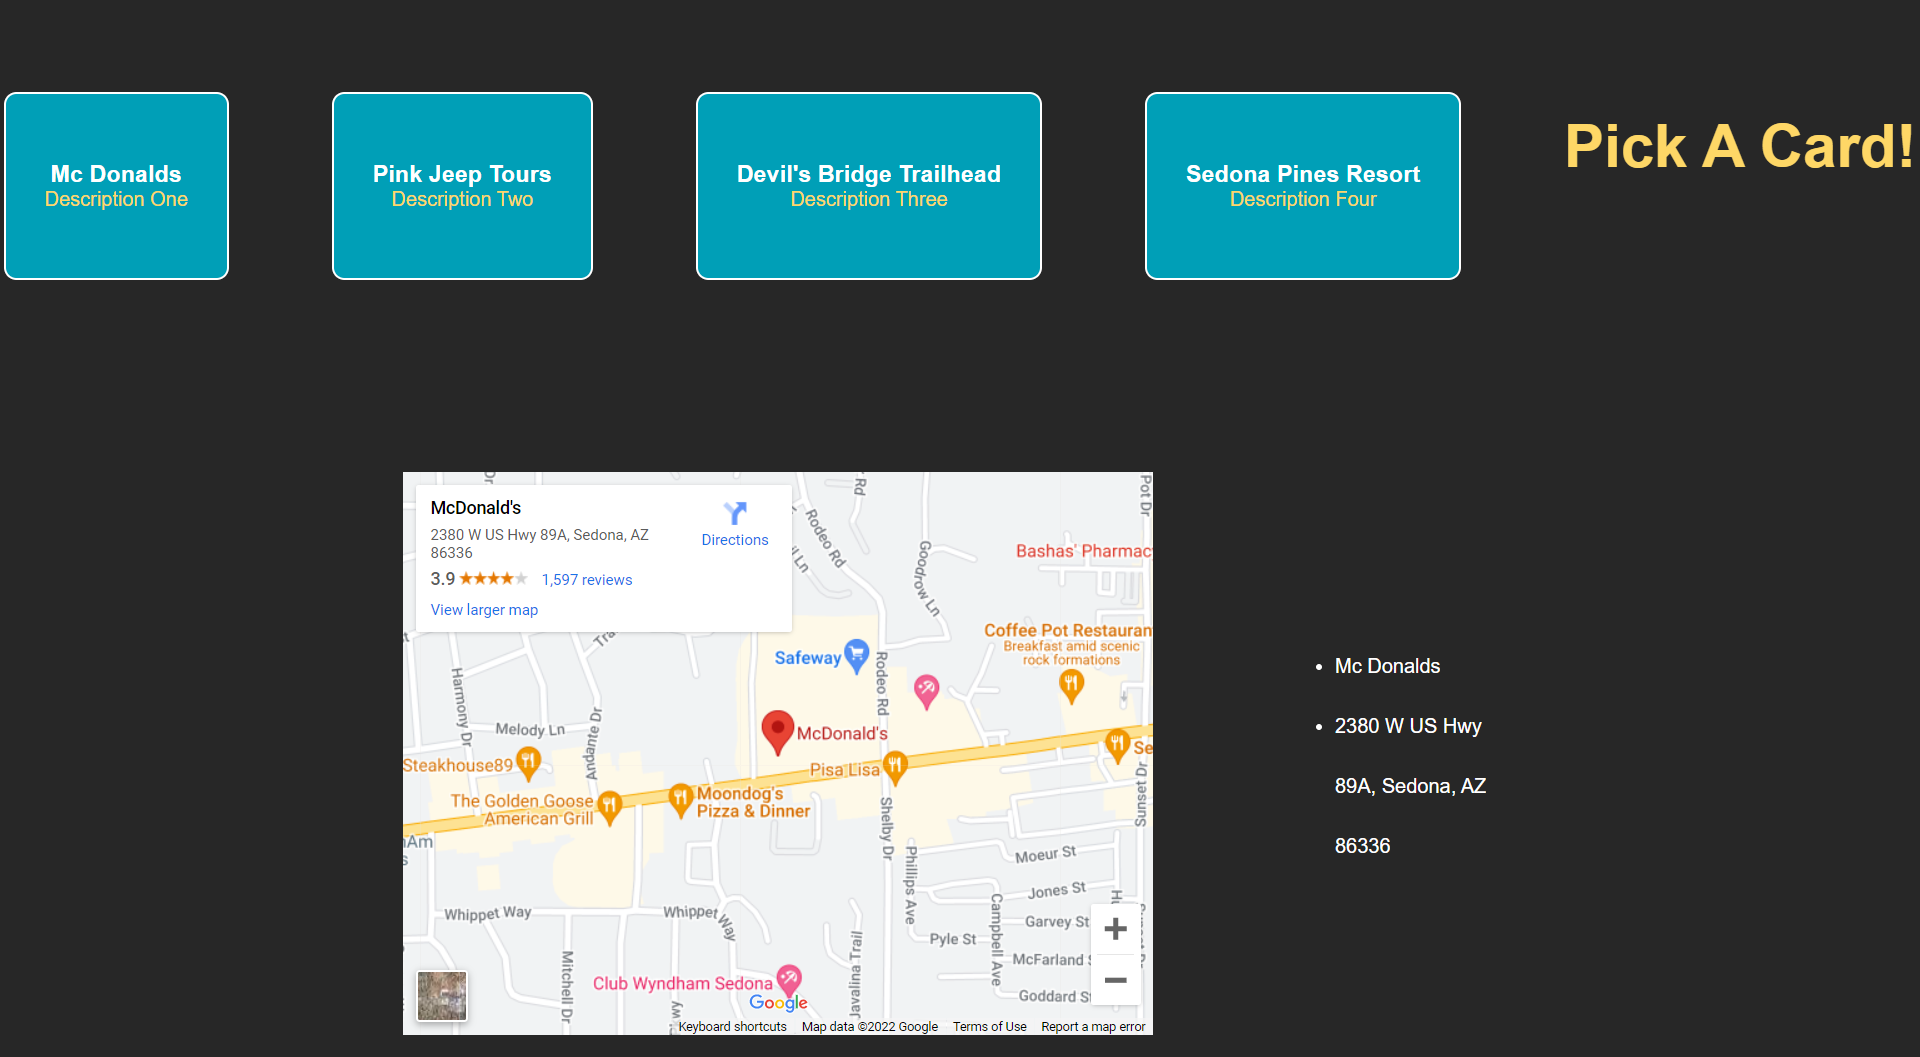 Mc Donalds
Description One
Pink Jeep Tours
Description Two
Devil's Bridge Trailhead
Description Three
Sedona Pines Resort
Description Four
Pick A Card!
McDonald's
2380 W US Hwy 89A, Sedona, AZ
86336
3.9
1,597 reviews
View larger map
Directions
Rd
Rodeo Rd
Goodrow Ln
Pot Dr
Bashas' Pharmac
Coffee Pot Restaurant
Breakfast amid scenic
rock formations
Safeway
Rodeo Rd
Harmony Dr
Melody Ln
Andante Dr
McDonald's
Steakhouse89
Pisa Lisa
Se
The Golden Goose
American Grill
Moondog's
Pizza & Dinner
Sunset Dr
Shelby Dr
Phillips Ave
Moeur St
Jones St
Whippet Way
Whippet Way
Campbell Ave
Garvey St
Pyle St
McFarland
Mitchell Dr
Javalina Trail
Club Wyndham Sedona
Goddard St
Google
Keyboard shortcuts
Map data ©2022 Google
Terms of Use
Report a map error
• Mc Donalds
• 2380 W US Hwy
89A, Sedona, AZ
86336